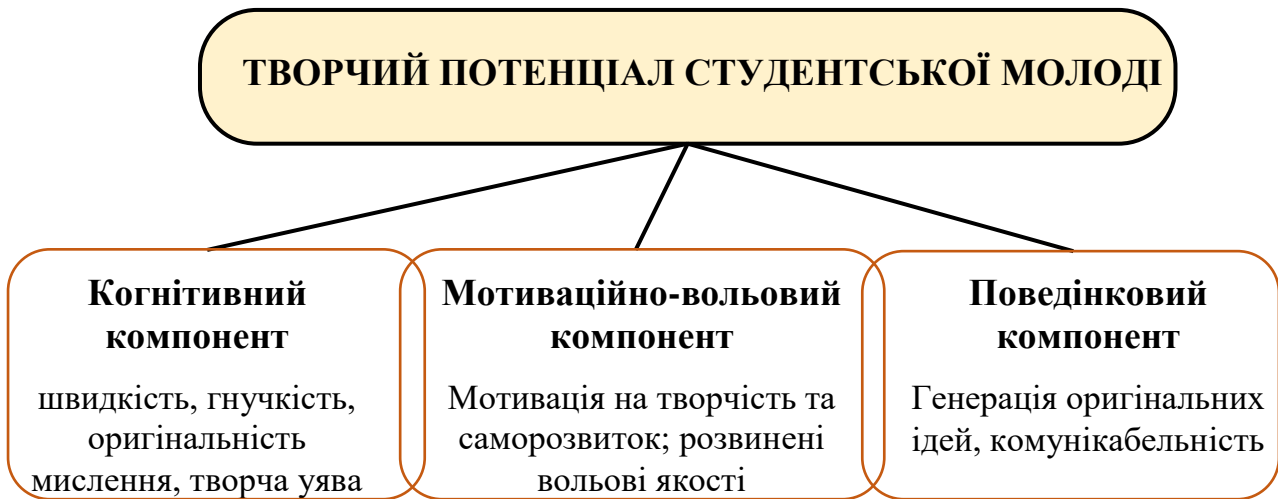 ТВОРЧИЙ ПОТЕНЦІАЛ СТУДЕНТСЬКОЇ МОЛОДІ
Когнітивний
компонент
швидкість, гнучкість,
оригінальність
мислення, творча уява
Мотиваційно-вольовий
компонент
Мотивація на творчість та
саморозвиток; розвинені
вольові якості
Поведінковий
компонент
Генерація оригінальних
ідей, комунікабельність